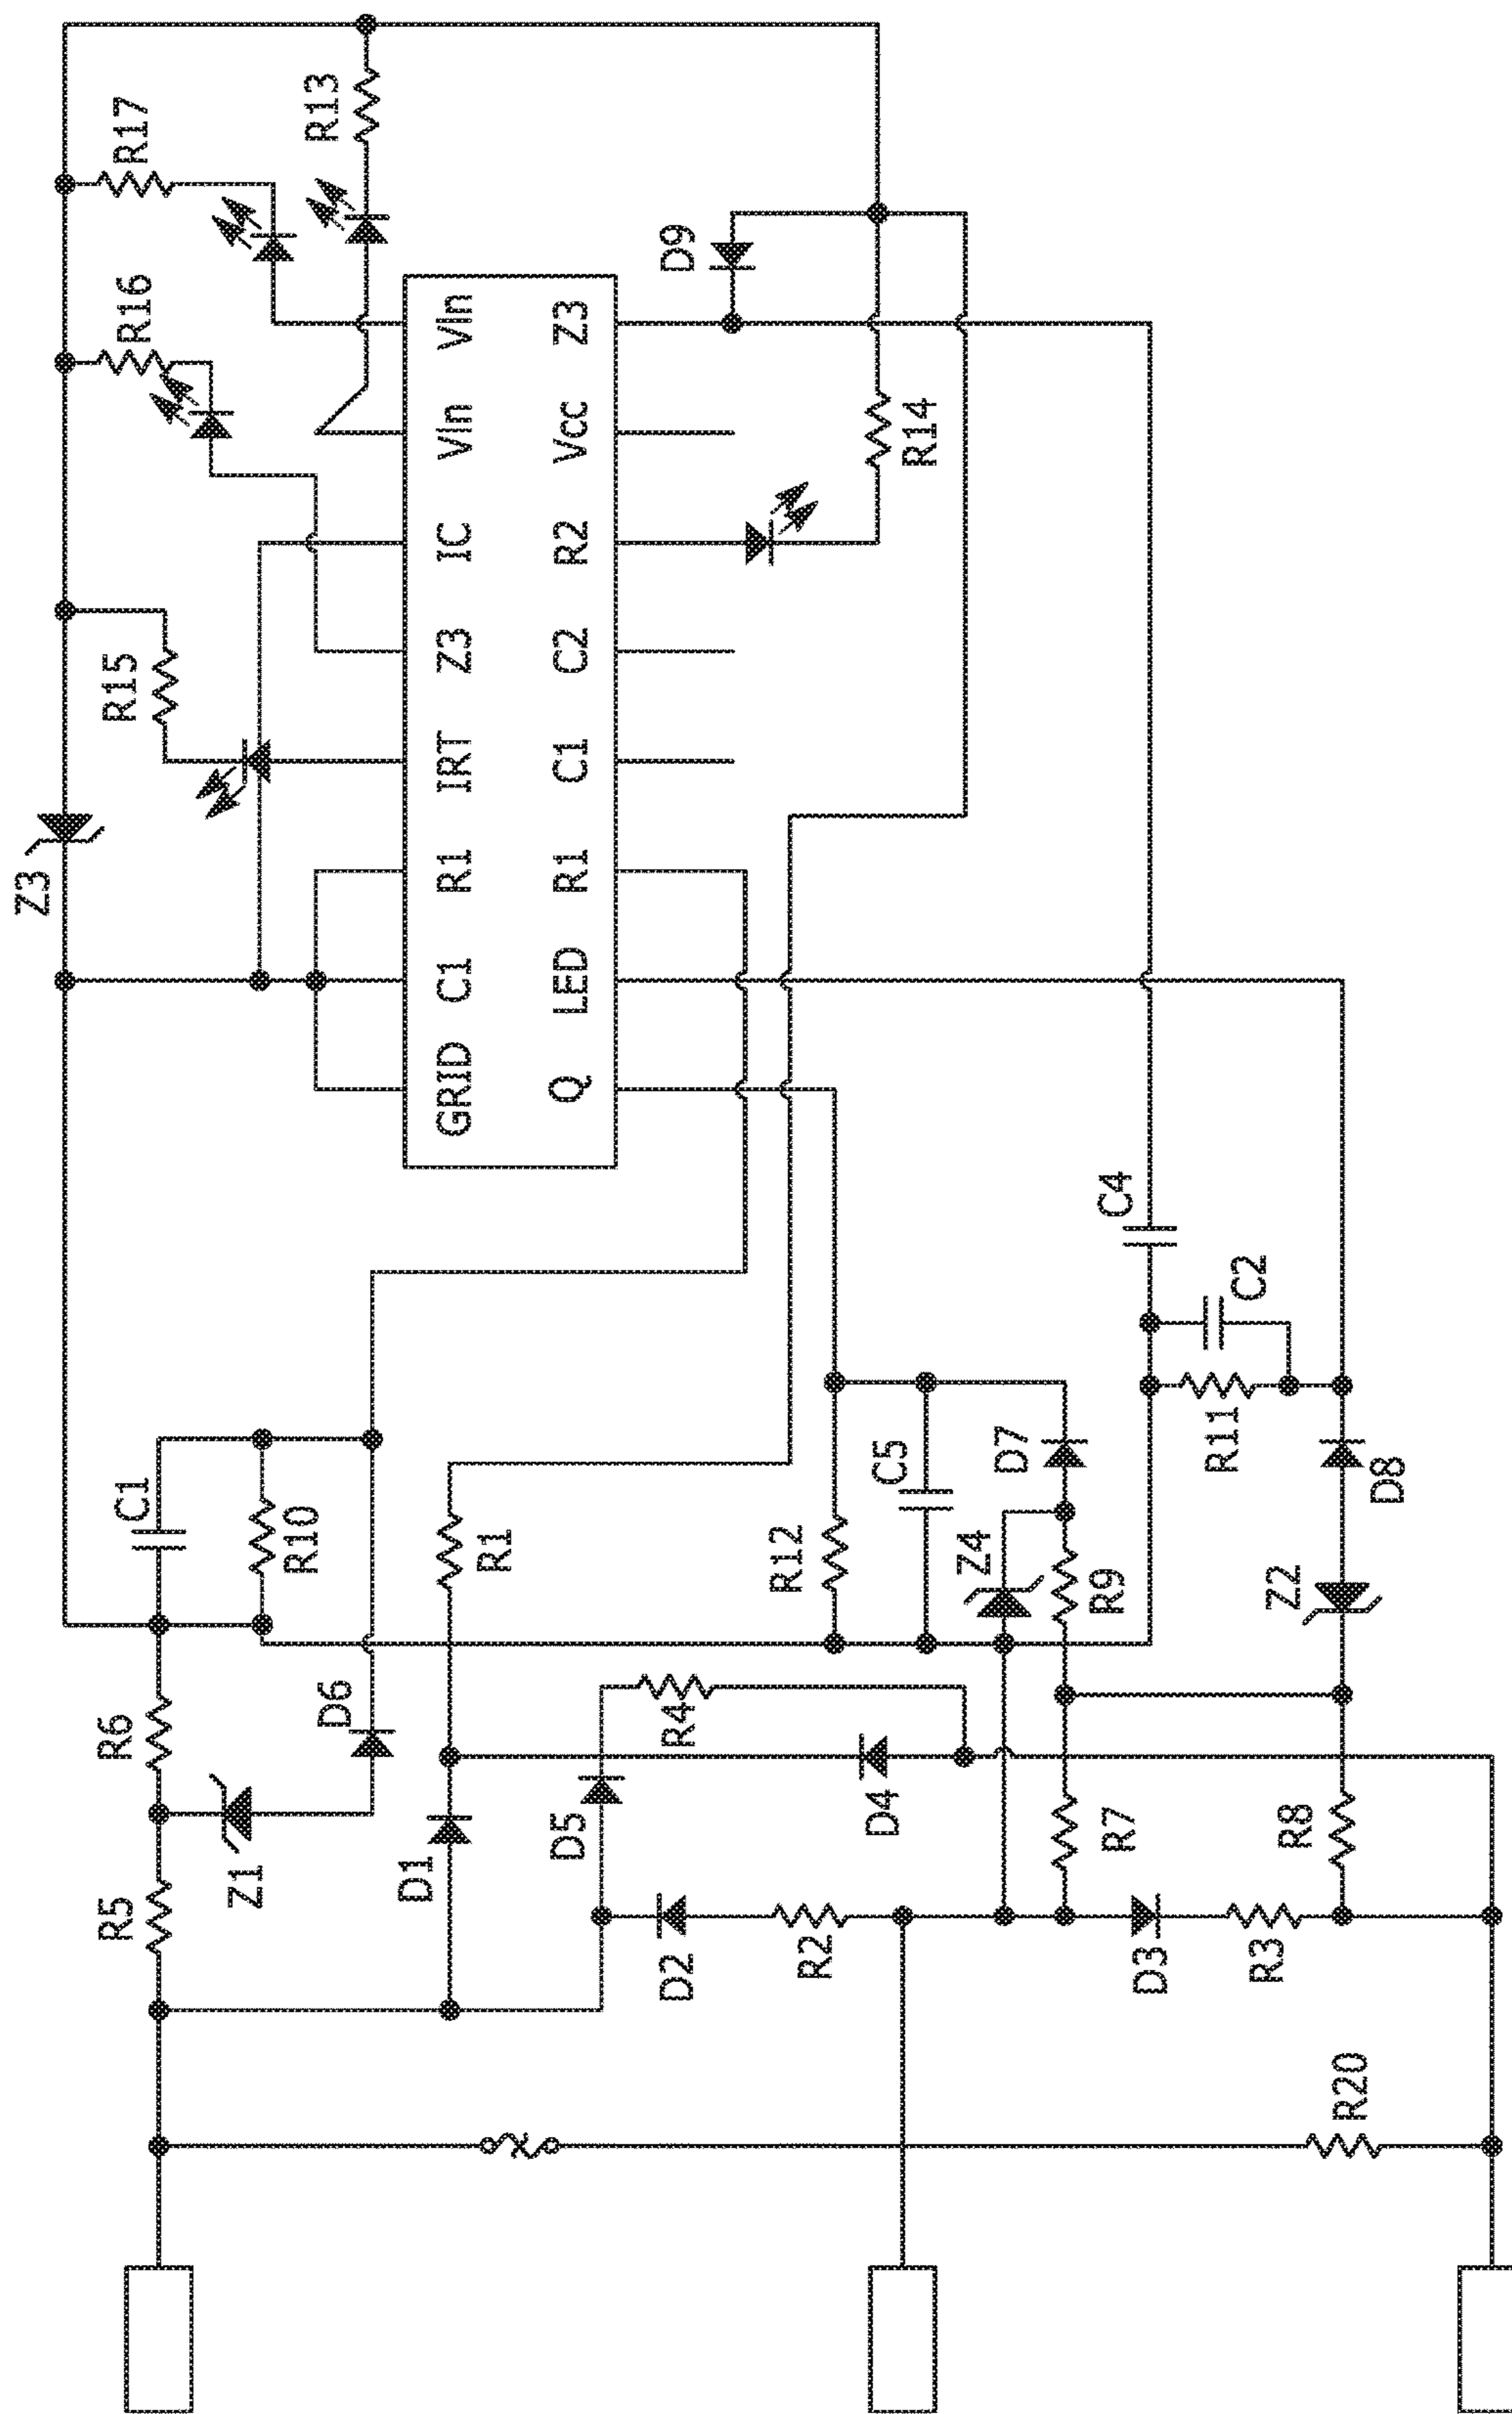 Z3
R5
R6
C1
R15
R16
R17
Z1
D6
R10
R13
D1
GRID
C1
R1
IRT
Z3
IC
VIn
VIn
R1
Q
LED
R1
C1
C2
R2
Vcc
Z3
D5
D2
R4
D9
R2
R12
D4
C5
R14
Z4
D7
R7
R9
C4
D3
R11
C2
R3
R8
Z2
R20
D8